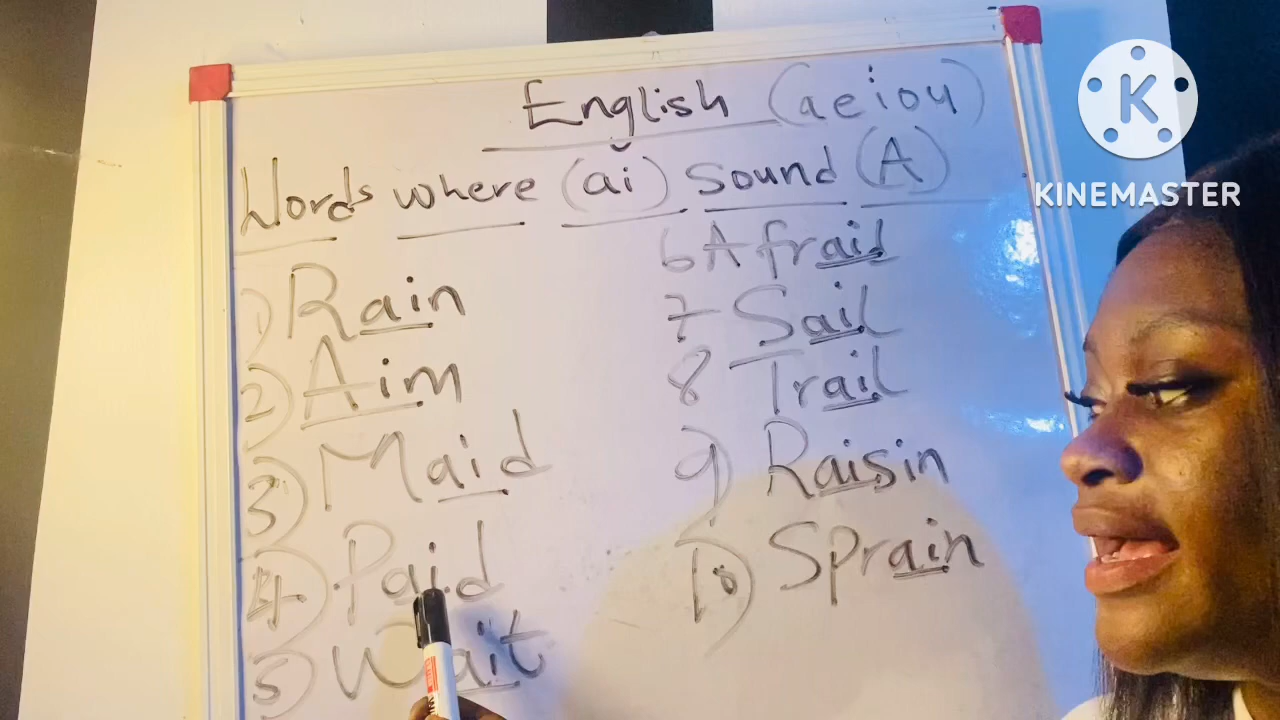 English (aeiou)
Words where (ai) sound (A)
1) Rain
2) Aim
3) Maid
4) Paid
5) Wait
6 Afraid
7 Sail
8 Trail
9) Raisin
10) Sprain
K
KINEMASTER